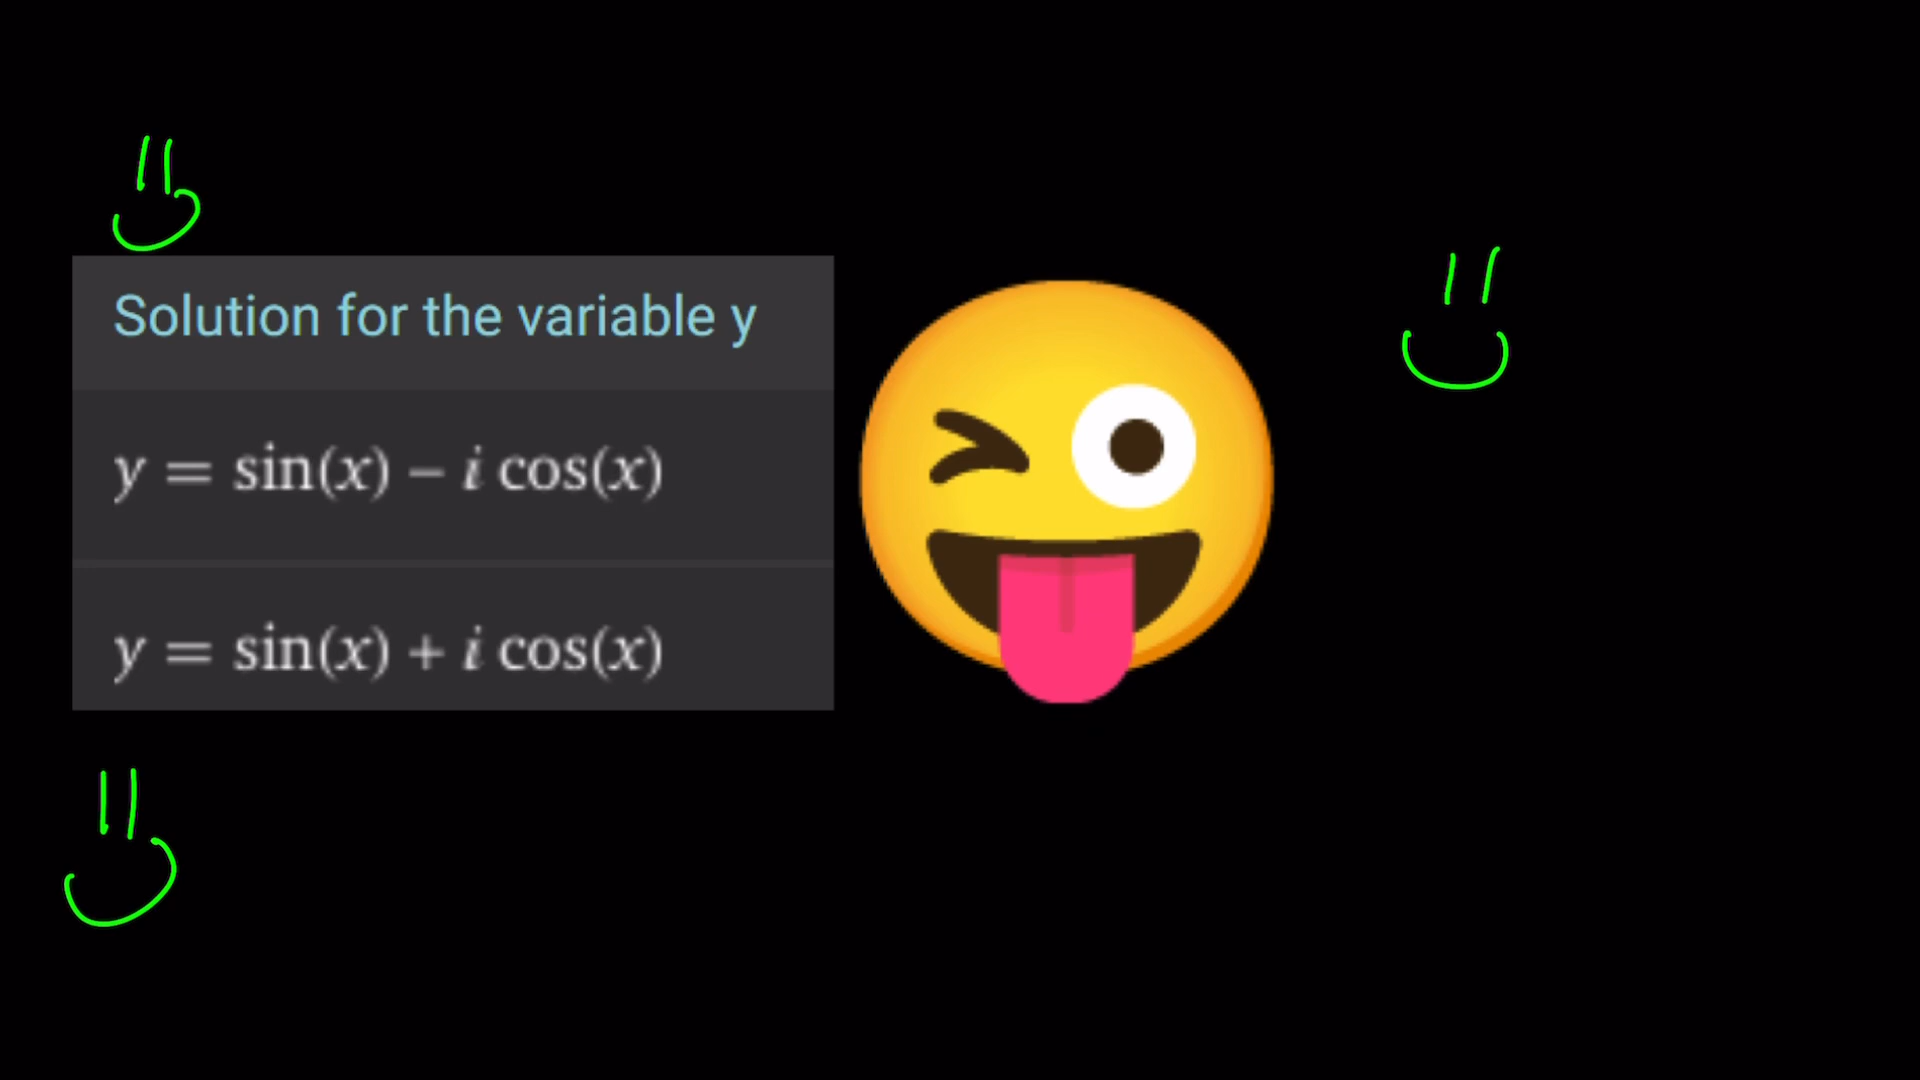 Solution for the variable y
y = sin(x) – i cos(x)
y = sin(x) + i cos(x)